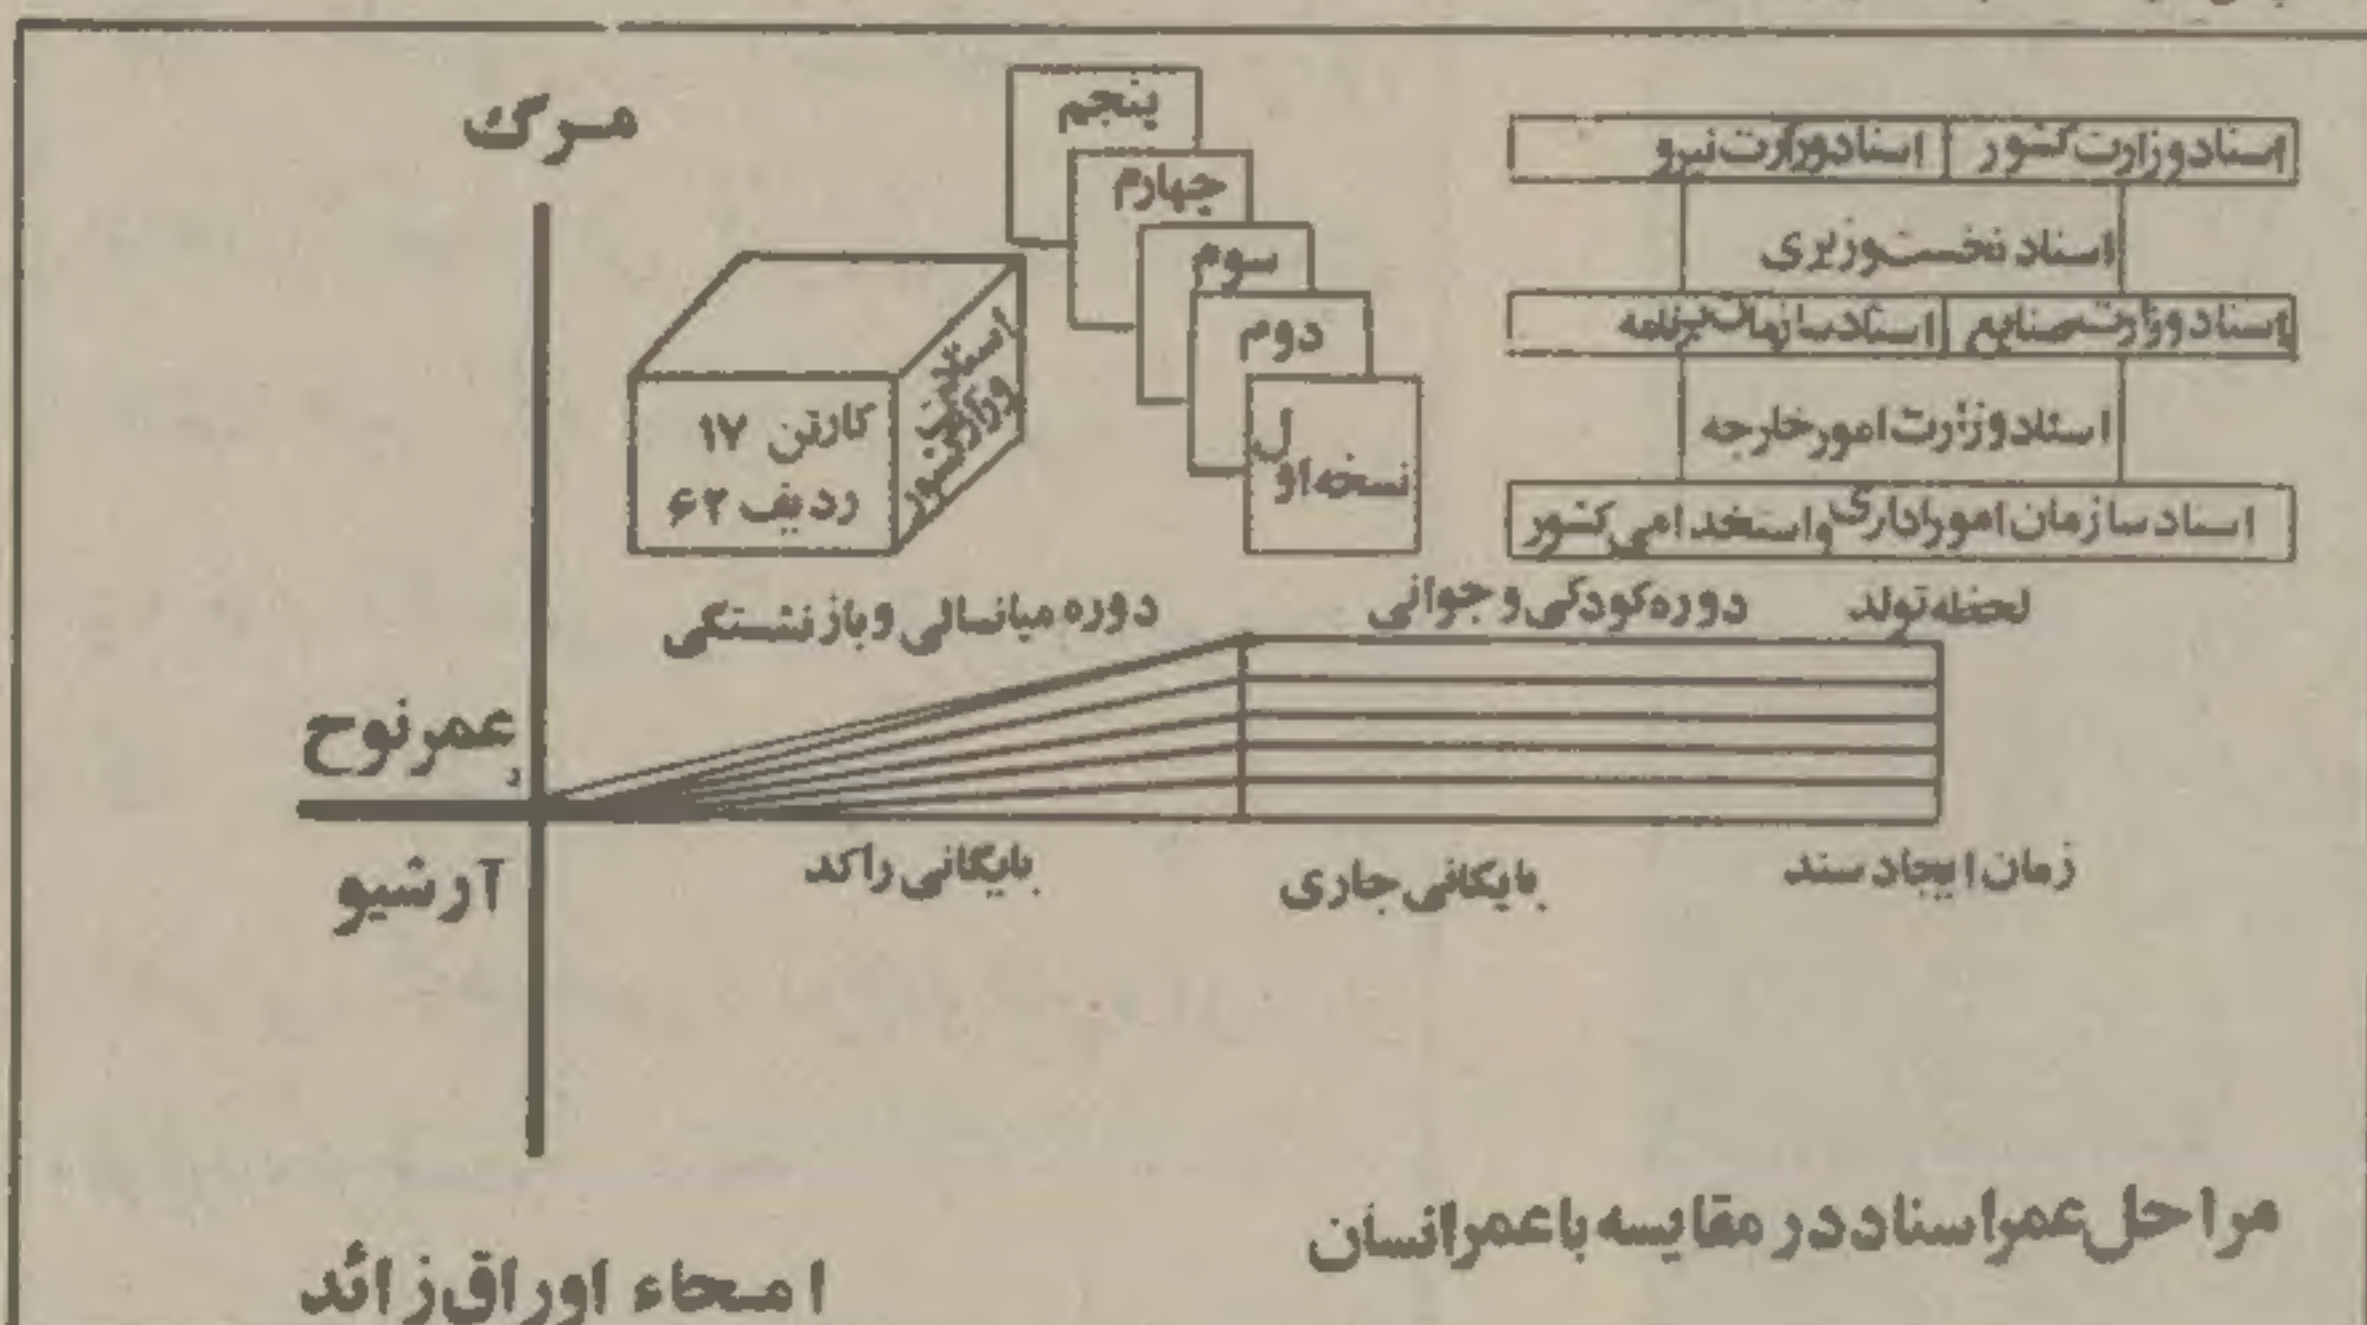 مرگ
پنجم
چهارم
سوم
دوم
نسخه اول
اسناد وزارت کشور
اسناد وزارت نیرو
اسناد نخست‌وزیری
اسناد وزارت صنایع
اسناد سازمان برنامه
اسناد وزارت امور خارجه
اسناد سازمان امور اداری و استخدامی کشور
اسناد وزارت کشور
کارتن ۱۷
ردیف ۶۲
لحظه تولد
دوره کودکی و جوانی
دوره میانسالی و بازنشستگی
عمر نوح
آرشیو
زمان ایجاد سند
بایگانی جاری
بایگانی راکد
مراحل عمر اسناد در مقایسه با عمر انسان
امحاء اوراق زائد